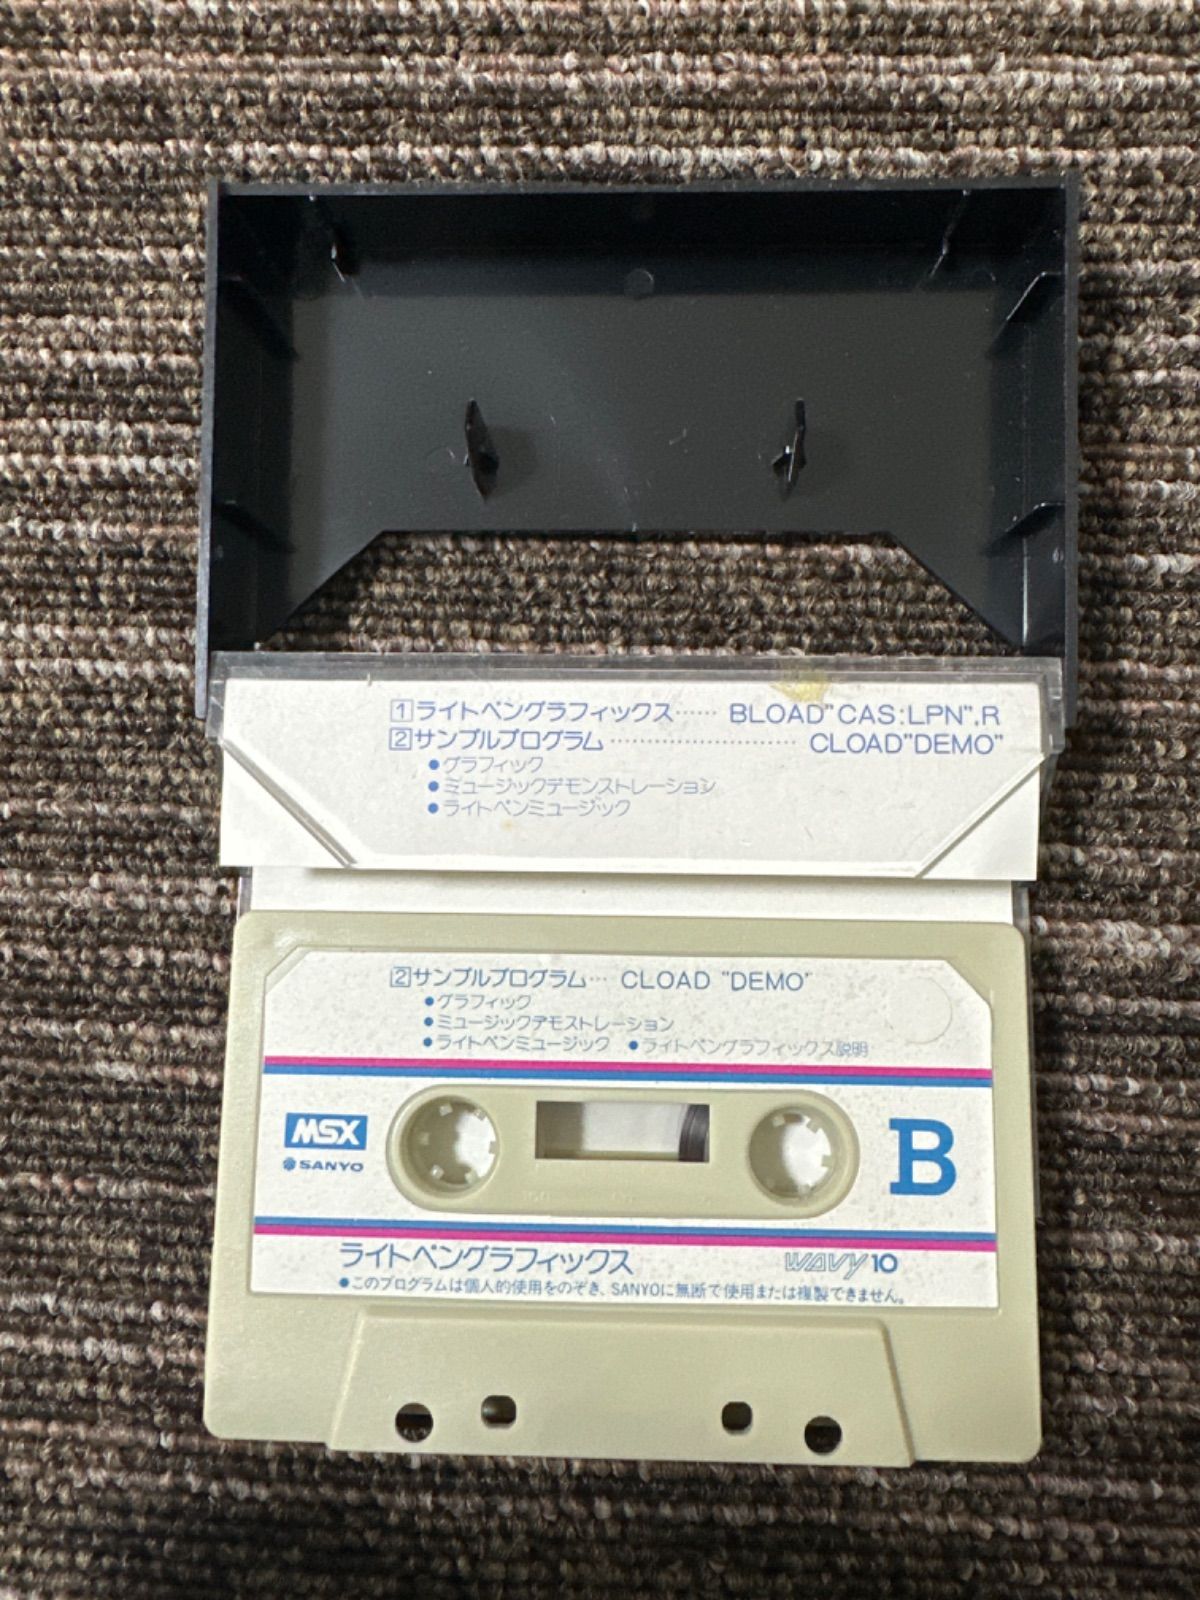 1 ライトペングラフィックス…… BLOAD"CAS:LPN",R
2 サンプルプログラム……………………… CLOAD"DEMO"
●グラフィック
●ミュージックデモンストレーション
●ライトペンミュージック
2 サンプルプログラム… CLOAD "DEMO"
●グラフィック
●ミュージックデモストレーション
●ライトペンミュージック ●ライトペングラフィックス説明
MSX
SANYO
B
ライトペングラフィックス WAVY 10
●このプログラムは個人的使用をのぞき、SANYOに無断で使用または複製できません。